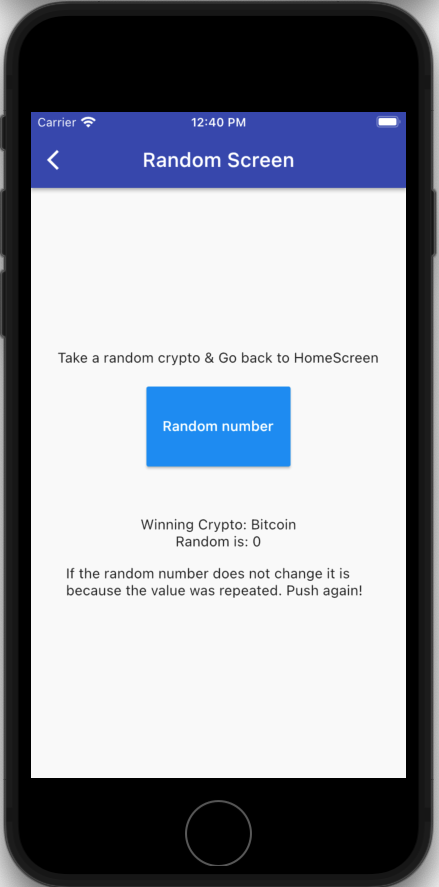 Carrier 12:40 PM
Random Screen
Take a random crypto & Go back to HomeScreen
Random number
Winning Crypto: Bitcoin
Random is: 0
If the random number does not change it is
because the value was repeated. Push again!